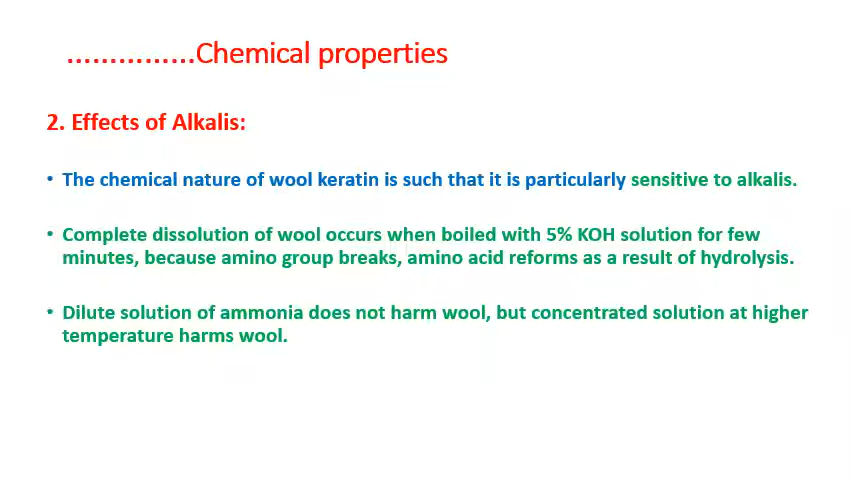 ...............Chemical properties
2. Effects of Alkalis:
• The chemical nature of wool keratin is such that it is particularly sensitive to alkalis.
• Complete dissolution of wool occurs when boiled with 5% KOH solution for few
minutes, because amino group breaks, amino acid reforms as a result of hydrolysis.
• Dilute solution of ammonia does not harm wool, but concentrated solution at higher
temperature harms wool.